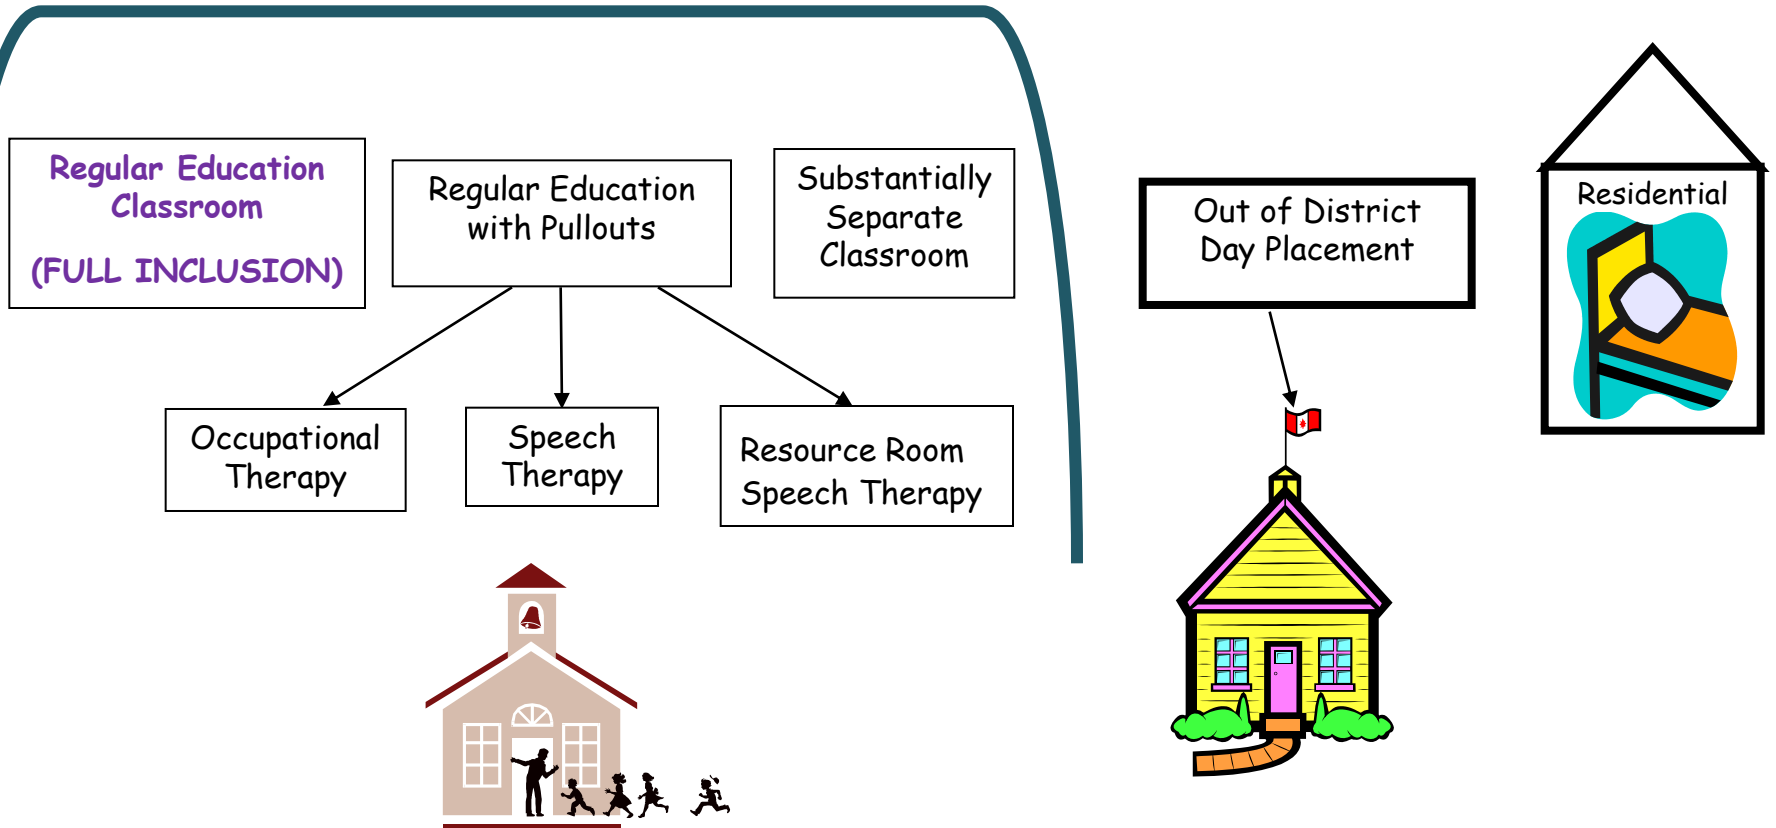 Regular Education
Classroom
(FULL INCLUSION)
Regular Education
with Pullouts
Substantially
Separate
Classroom
Out of District
Day Placement
Residential
Occupational
Therapy
Speech
Therapy
Resource Room
Speech Therapy